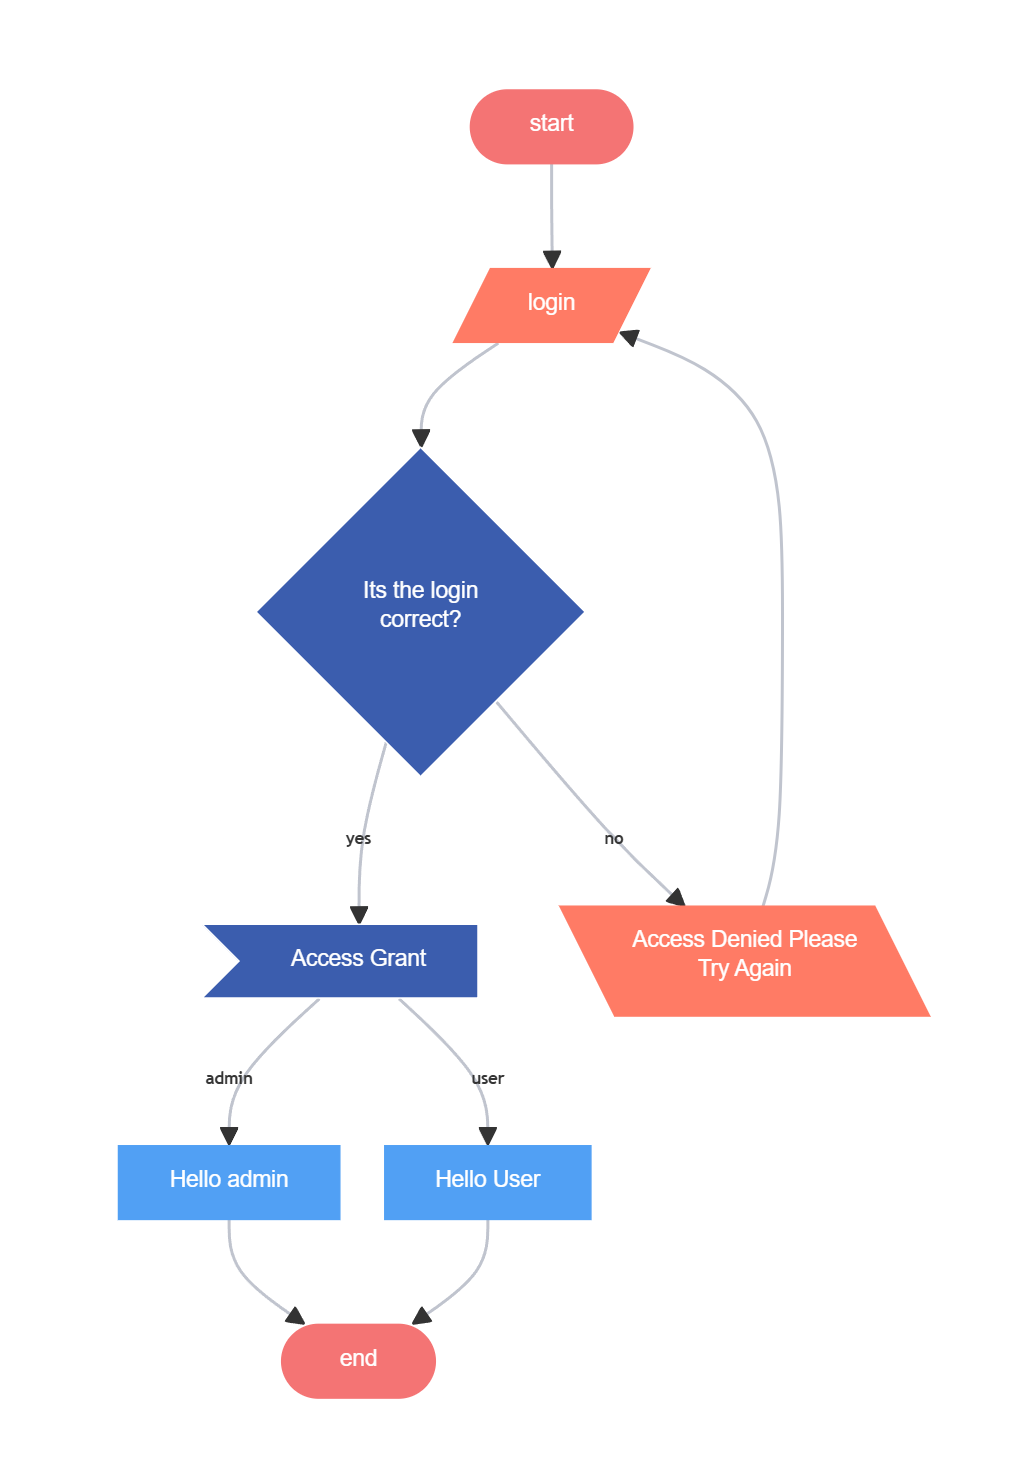 start
login
Its the login
correct?
yes
no
Access Grant
Access Denied Please
Try Again
admin
user
Hello admin
Hello User
end